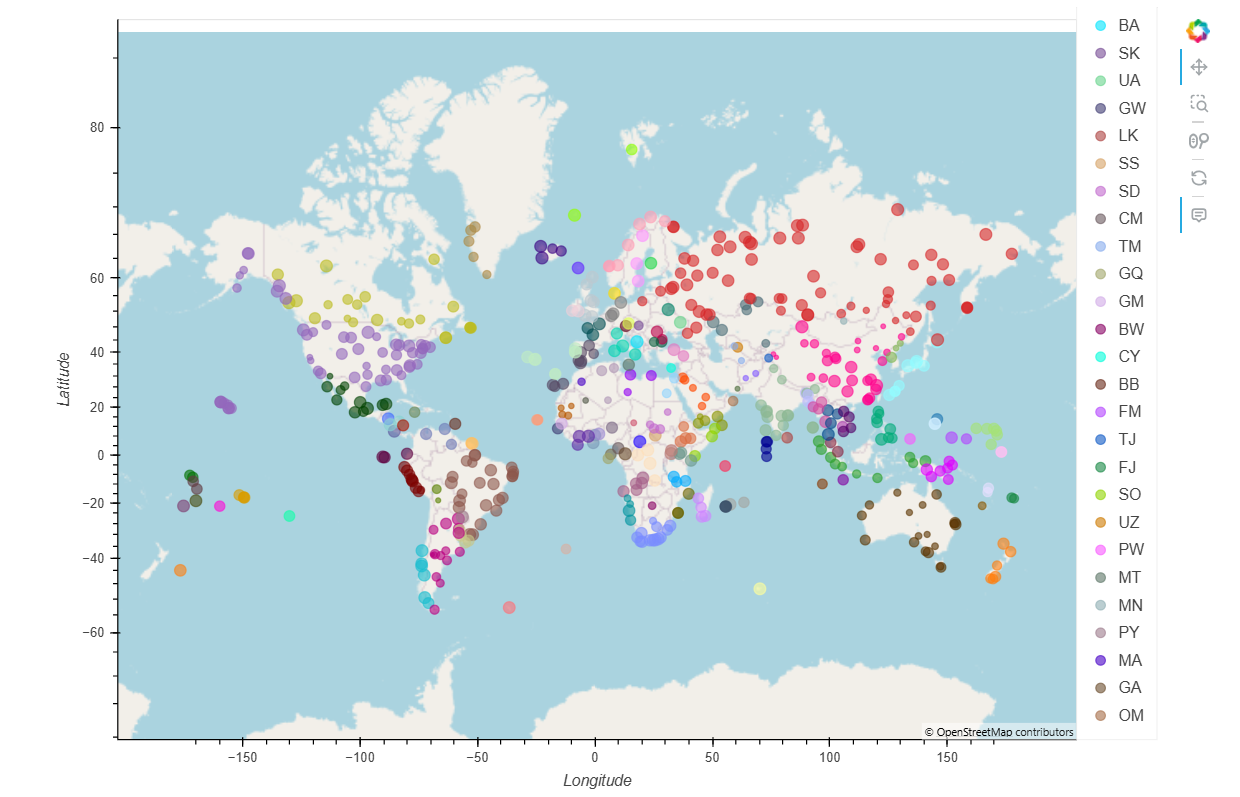 80
60
40
20
0
−20
−40
−60
Latitude
−150
−100
−50
0
50
100
150
Longitude
© OpenStreetMap contributors
BA
SK
UA
GW
LK
SS
SD
CM
TM
GQ
GM
BW
CY
BB
FM
TJ
FJ
SO
UZ
PW
MT
MN
PY
MA
GA
OM